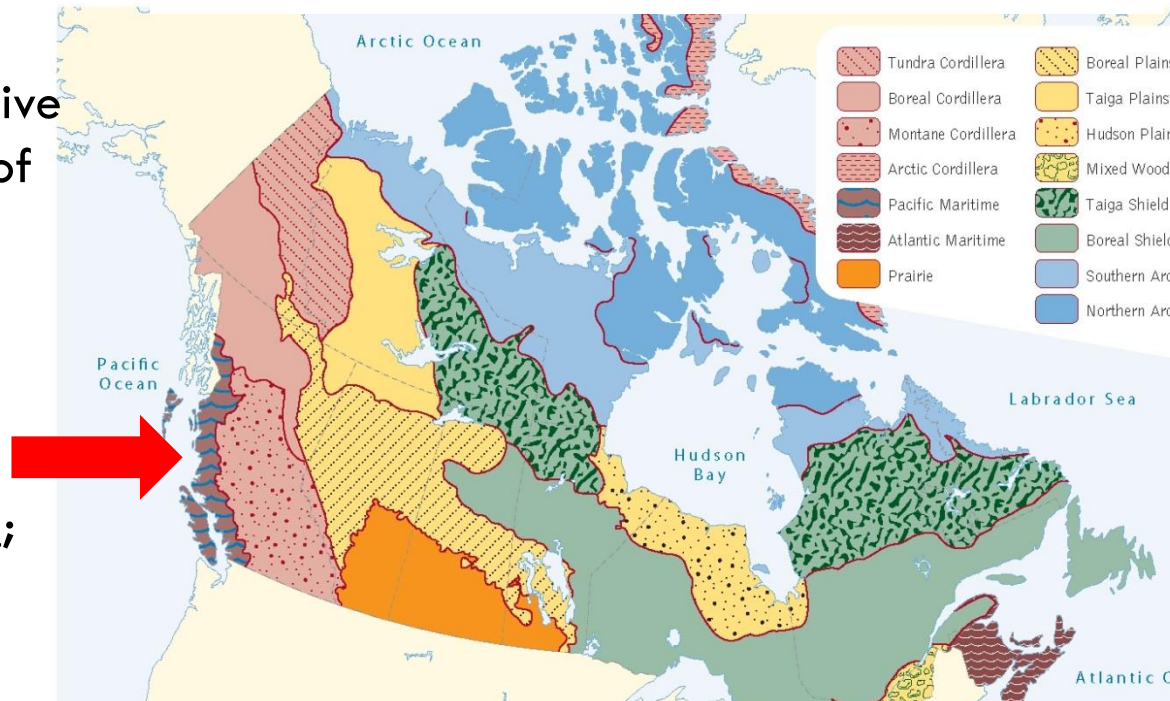 ive
of
;
Arctic Ocean
Pacific
Ocean
Hudson
Bay
Labrador Sea
Atlantic O
Tundra Cordillera
Boreal Cordillera
Montane Cordillera
Arctic Cordillera
Pacific Maritime
Atlantic Maritime
Prairie
Boreal Plains
Taiga Plains
Hudson Plain
Mixed Wood
Taiga Shield
Boreal Shield
Southern Arc
Northern Arc